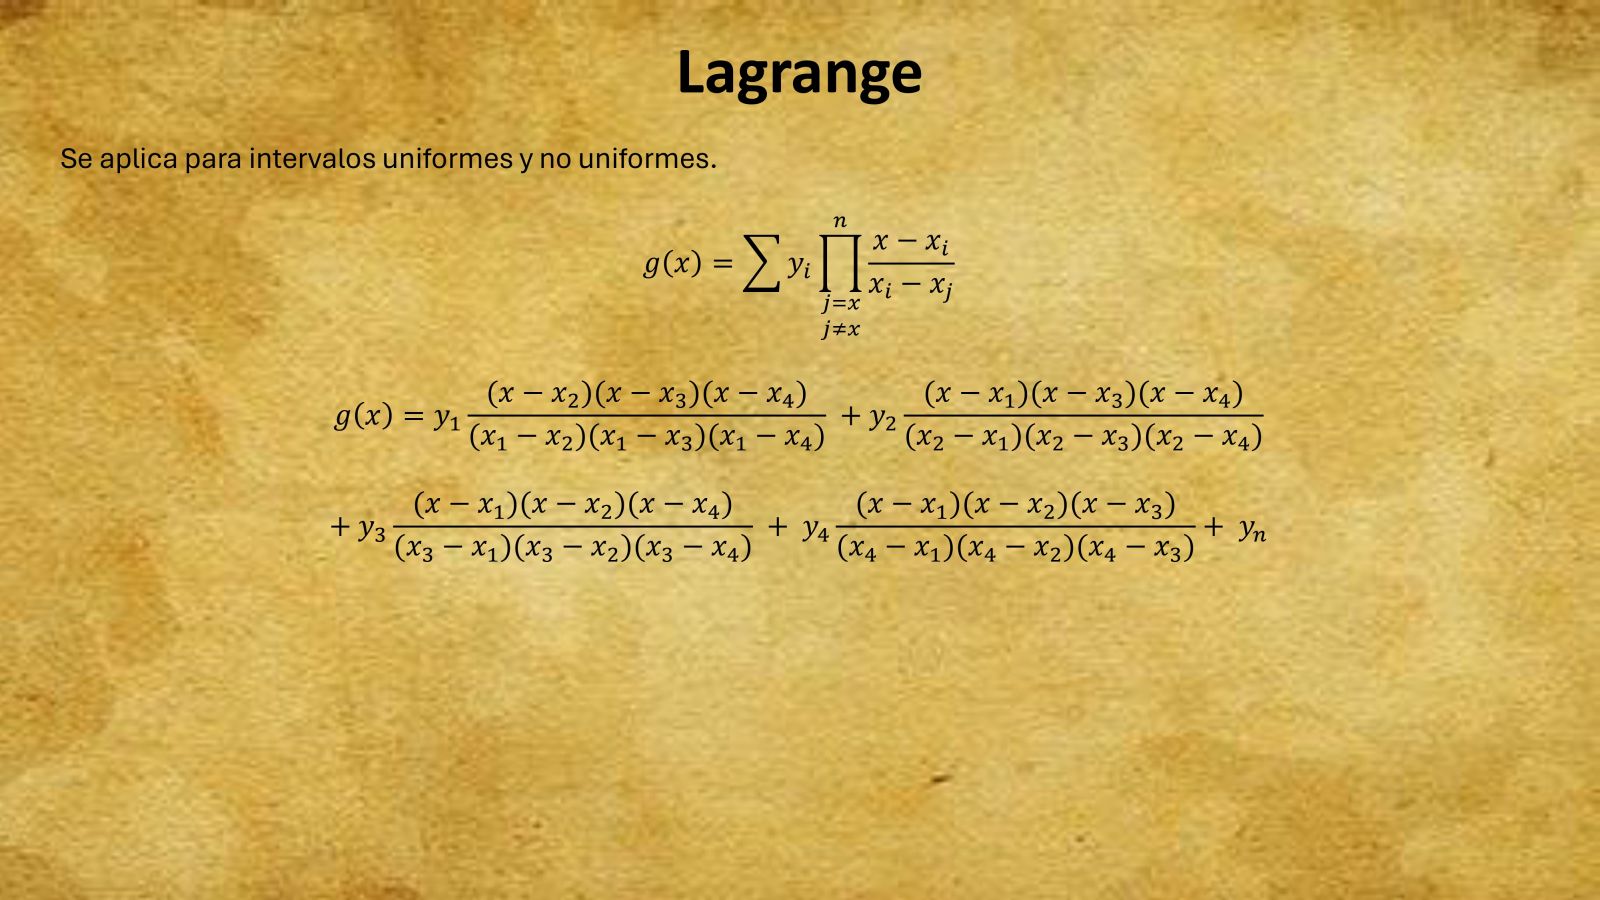 Lagrange
Se aplica para intervalos uniformes y no uniformes.
g(x) = ∑ y_i ∏_{j=x, j≠x}^{n} (x − x_i)/(x_i − x_j)
g(x) = y_1 (x − x_2)(x − x_3)(x − x_4)/(x_1 − x_2)(x_1 − x_3)(x_1 − x_4) + y_2 (x − x_1)(x − x_3)(x − x_4)/(x_2 − x_1)(x_2 − x_3)(x_2 − x_4)
+ y_3 (x − x_1)(x − x_2)(x − x_4)/(x_3 − x_1)(x_3 − x_2)(x_3 − x_4) + y_4 (x − x_1)(x − x_2)(x − x_3)/(x_4 − x_1)(x_4 − x_2)(x_4 − x_3) + y_n